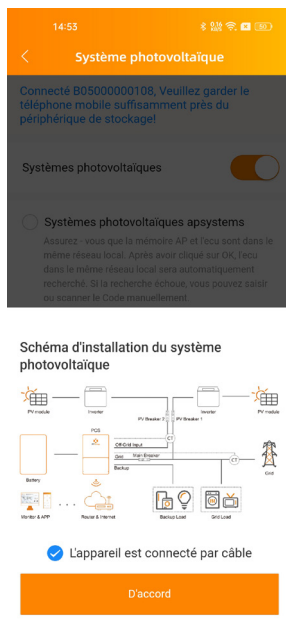 14:53
80
Système photovoltaïque
Connecté B05000000108, Veuillez garder le
téléphone mobile suffisamment près du
périphérique de stockage!
Systèmes photovoltaïques
Systèmes photovoltaïques apsystems
Assurez - vous que la mémoire AP et l'ecu sont dans le
même réseau local. Après avoir cliqué sur OK, l'ecu
dans le même réseau local sera automatiquement
recherché. Si la recherche échoue, vous pouvez saisir
ou scanner le Code manuellement.
Schéma d'installation du système
photovoltaïque
PV module
Inverter
PV Breaker 2
PV Breaker 1
Inverter
PV module
CT
PCS
Off-Grid Input
Grid
Main Breaker
CT
Backup
Grid
Battery
Monitor & APP
Router & Internet
Backup Load
Grid Load
L'appareil est connecté par câble
D'accord